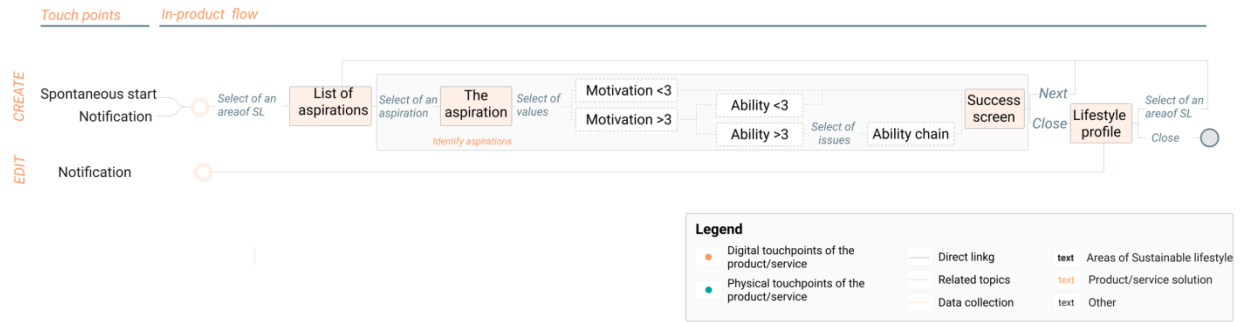 Touch points
In-product flow
CREATE
Spontaneous start
Notification
Select of an
areaof SL
List of
aspirations
Select of an
aspiration
The
aspiration
Identify aspirations
Select of
values
Motivation <3
Motivation >3
Ability <3
Ability >3
Select of
issues
Ability chain
Success
screen
Next
Close
Lifestyle
profile
Select of an
areaof SL
Close
EDIT
Notification
Legend
Digital touchpoints of the
product/service
Physical touchpoints of the
product/service
Direct linkg
Related topics
Data collection
text Areas of Sustainable lifestyle
text Product/service solution
text Other